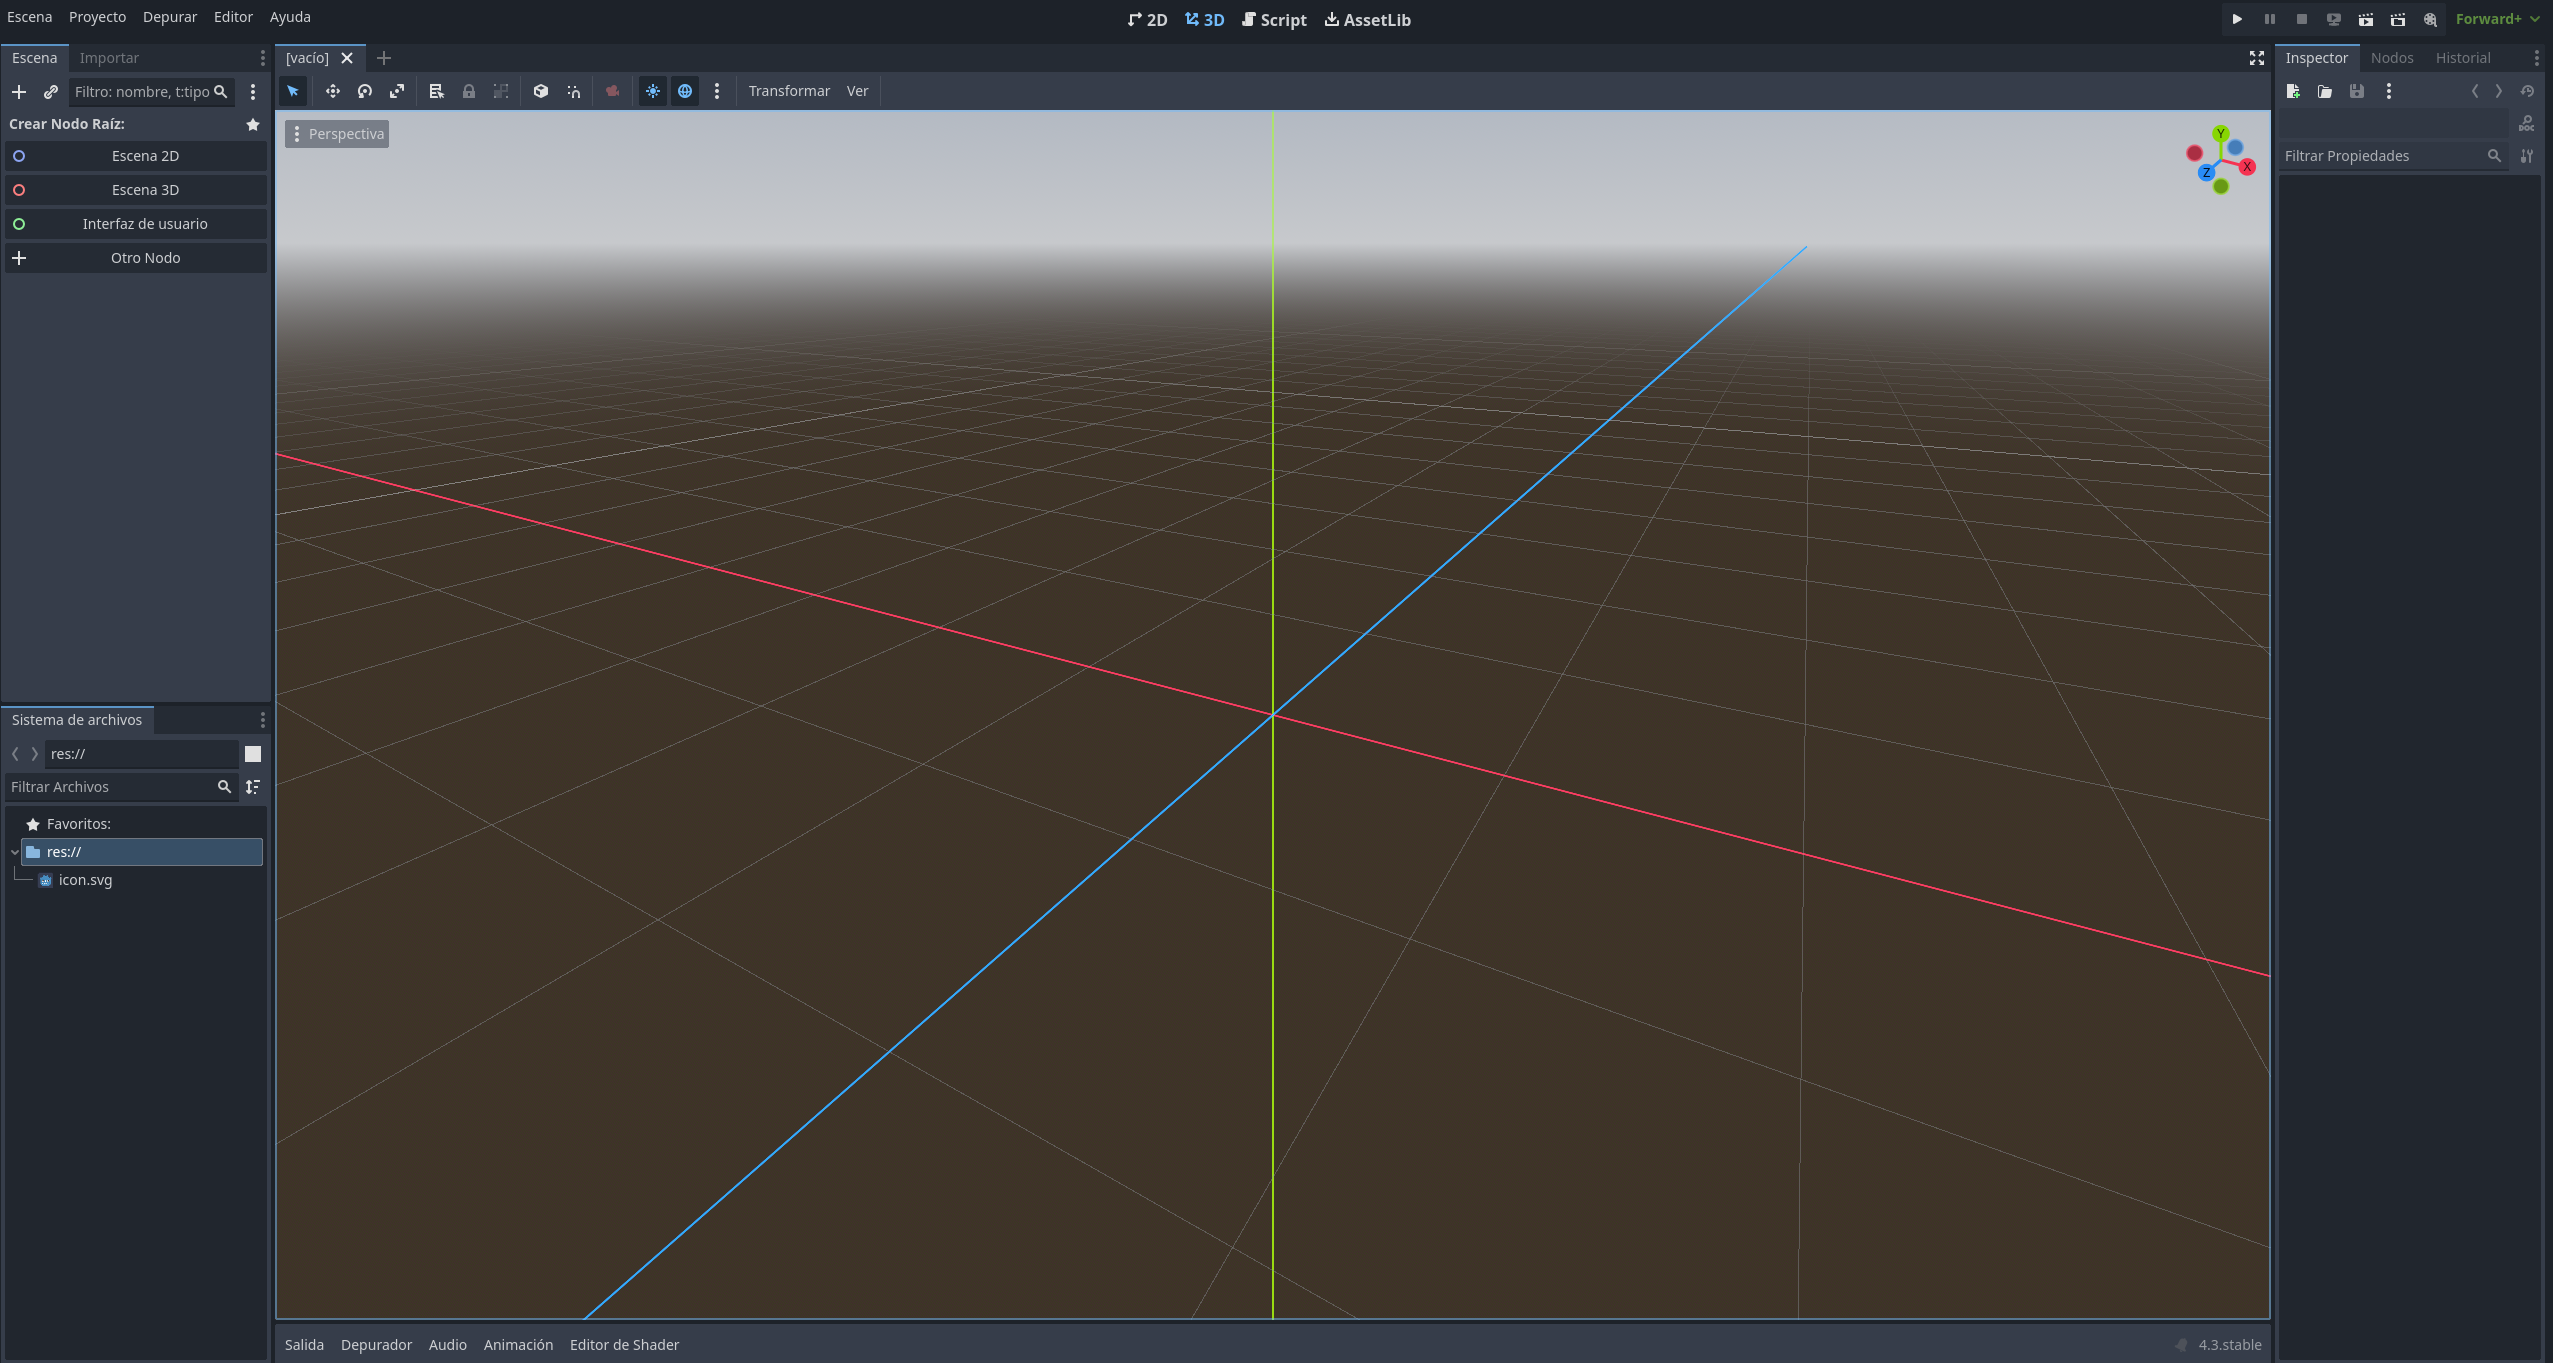 Escena Proyecto Depurar Editor Ayuda
2D 3D Script AssetLib
Forward+
Escena Importar
Filtro: nombre, t:tipo
Crear Nodo Raíz:
Escena 2D
Escena 3D
Interfaz de usuario
Otro Nodo
Sistema de archivos
res://
Filtrar Archivos
Favoritos:
res://
icon.svg
[vacío]
Transformar Ver
Perspectiva
Y
X
Z
Salida Depurador Audio Animación Editor de Shader
4.3.stable
Inspector Nodos Historial
DOC
Filtrar Propiedades